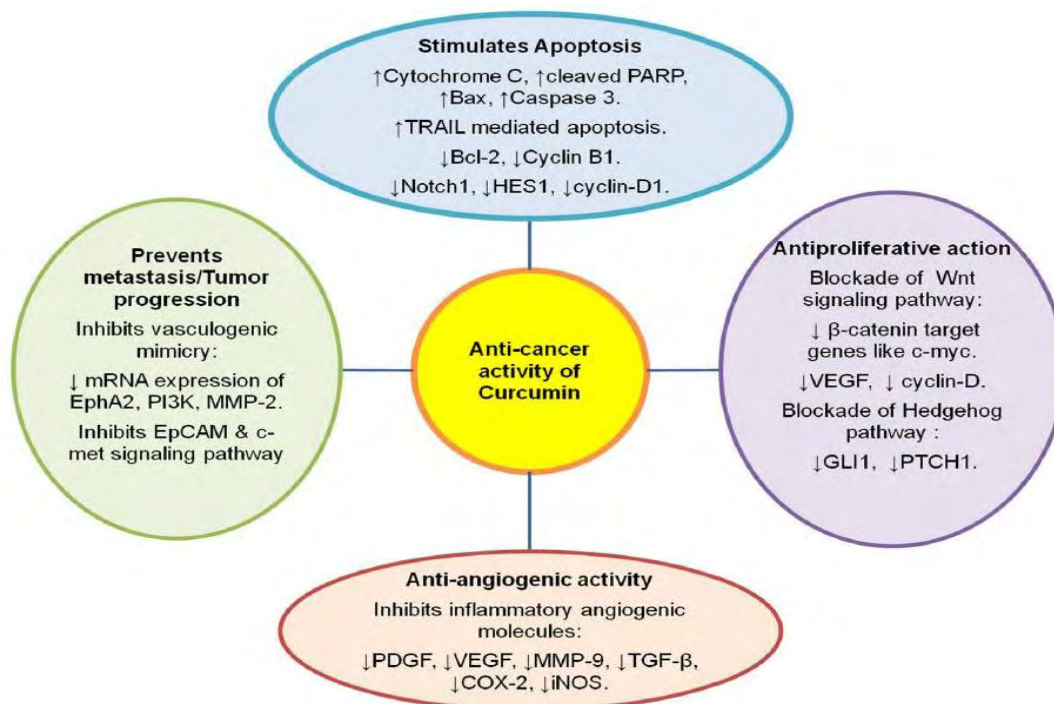 Stimulates Apoptosis
↑Cytochrome C, ↑cleaved PARP,
↑Bax, ↑Caspase 3.
↑TRAIL mediated apoptosis.
↓Bcl-2, ↓Cyclin B1.
↓Notch1, ↓HES1, ↓cyclin-D1.
Prevents
metastasis/Tumor
progression
Inhibits vasculogenic
mimicry:
↓ mRNA expression of
EphA2, PI3K, MMP-2.
Inhibits EpCAM & c-
met signaling pathway
Anti-cancer
activity of
Curcumin
Antiproliferative action
Blockade of Wnt
signaling pathway:
↓ β-catenin target
genes like c-myc.
↓VEGF, ↓ cyclin-D.
Blockade of Hedgehog
pathway :
↓GLI1, ↓PTCH1.
Anti-angiogenic activity
Inhibits inflammatory angiogenic
molecules:
↓PDGF, ↓VEGF, ↓MMP-9, ↓TGF-β,
↓COX-2, ↓iNOS.